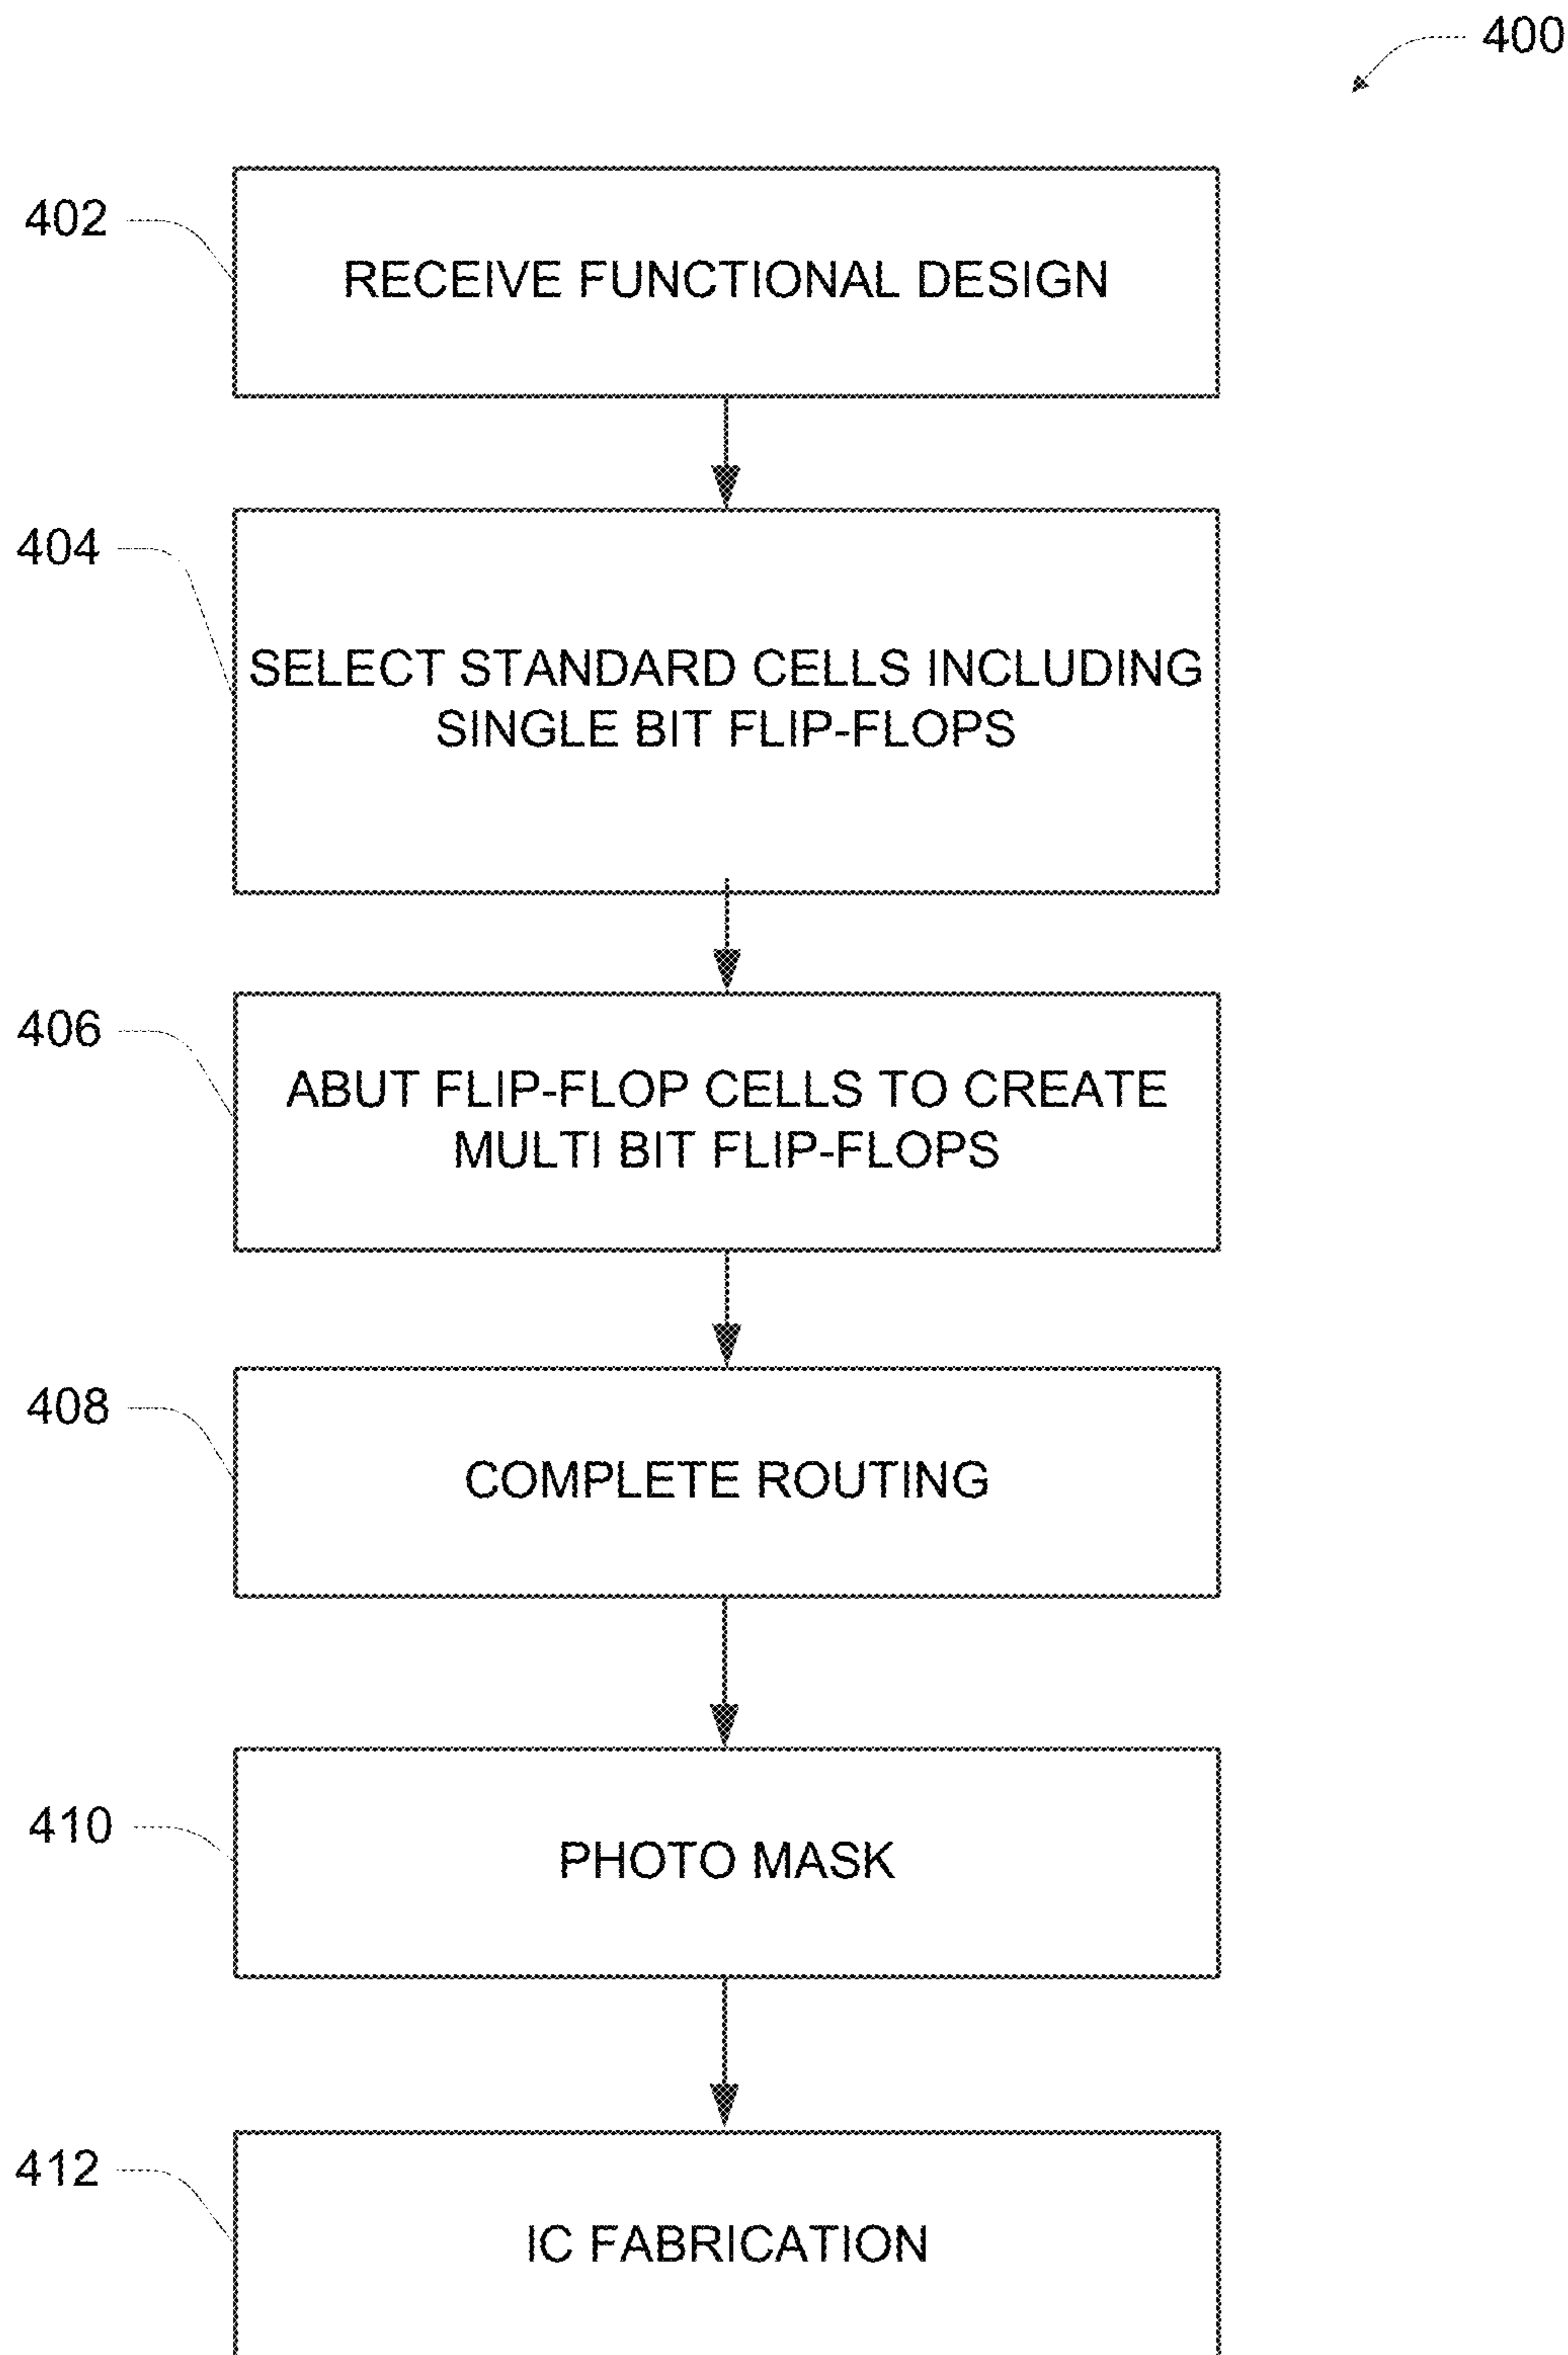 400
402
RECEIVE FUNCTIONAL DESIGN
404
SELECT STANDARD CELLS INCLUDING
SINGLE BIT FLIP-FLOPS
406
ABUT FLIP-FLOP CELLS TO CREATE
MULTI BIT FLIP-FLOPS
408
COMPLETE ROUTING
410
PHOTO MASK
412
IC FABRICATION